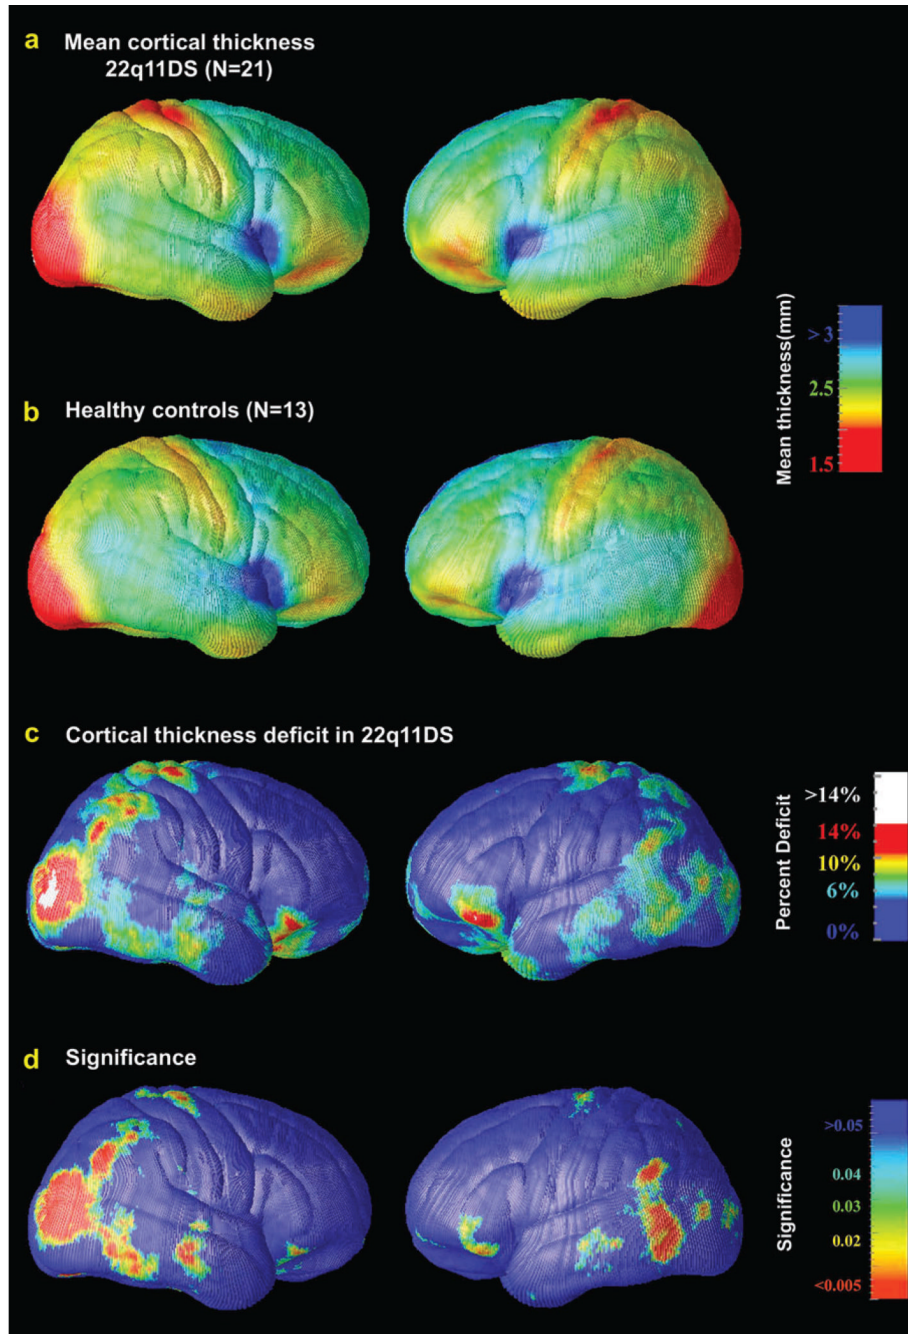 a Mean cortical thickness
22q11DS (N=21)
Mean thickness(mm)
> 3
2.5
1.5
b Healthy controls (N=13)
c Cortical thickness deficit in 22q11DS
Percent Deficit
>14%
14%
10%
6%
0%
d Significance
Significance
>0.05
0.04
0.03
0.02
<0.005